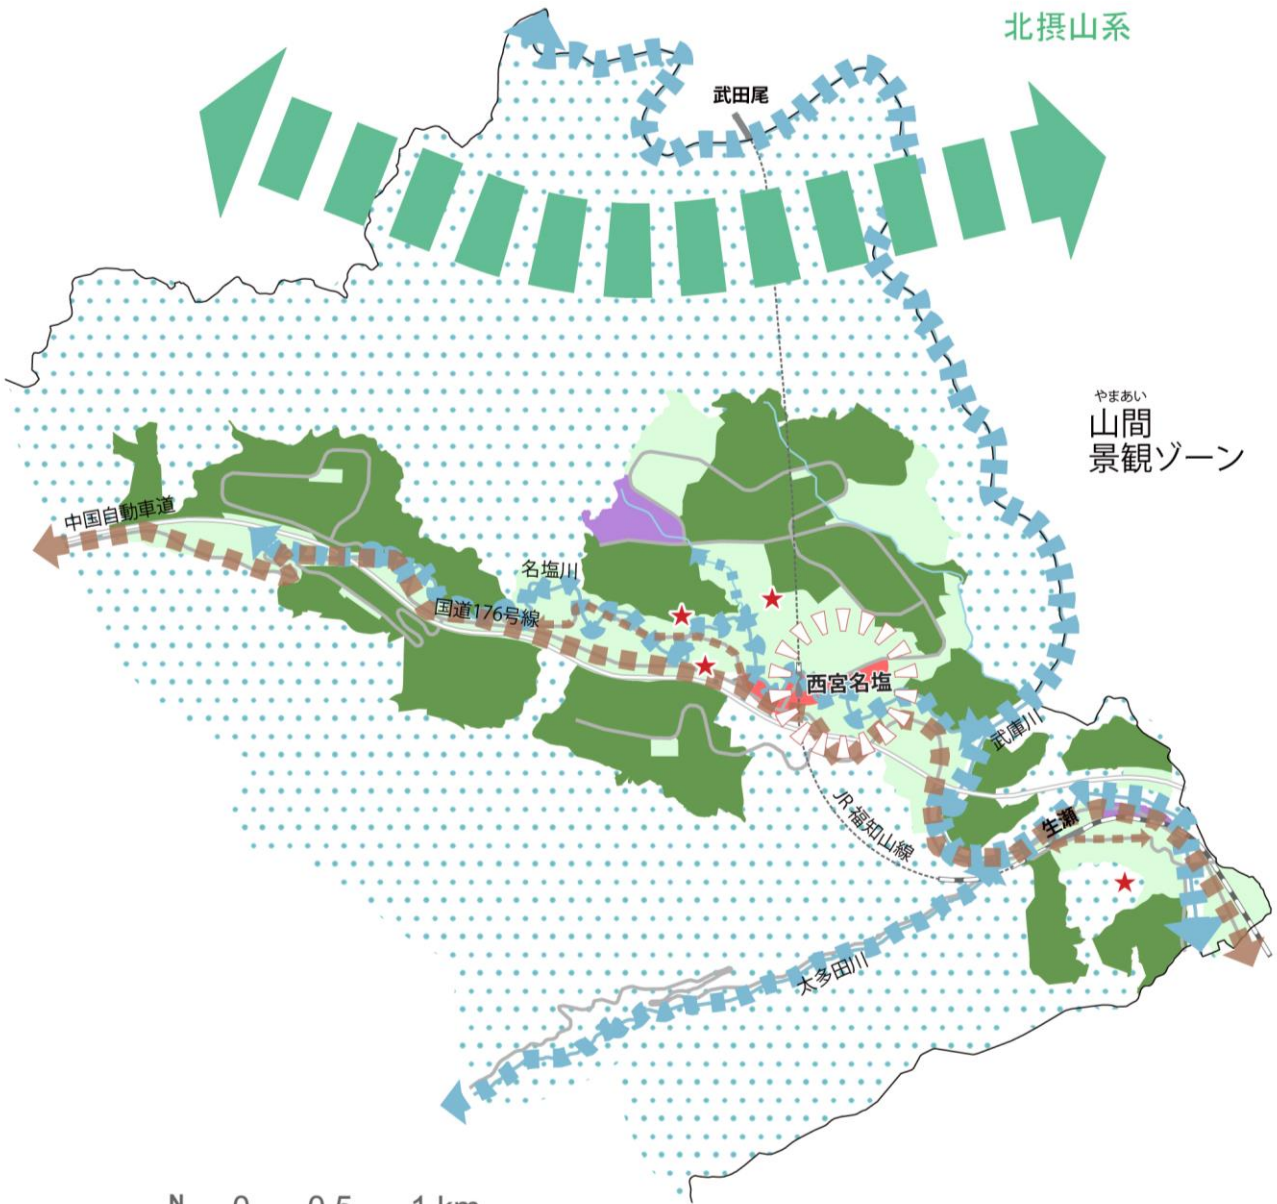 北摂山系
武田尾
やまあい
山間
景観ゾーン
中国自動車道
名塩川
国道176号線
西宮名塩
武庫川
JR福知山線
生瀬
太多田川
N 0 0.5 1 km